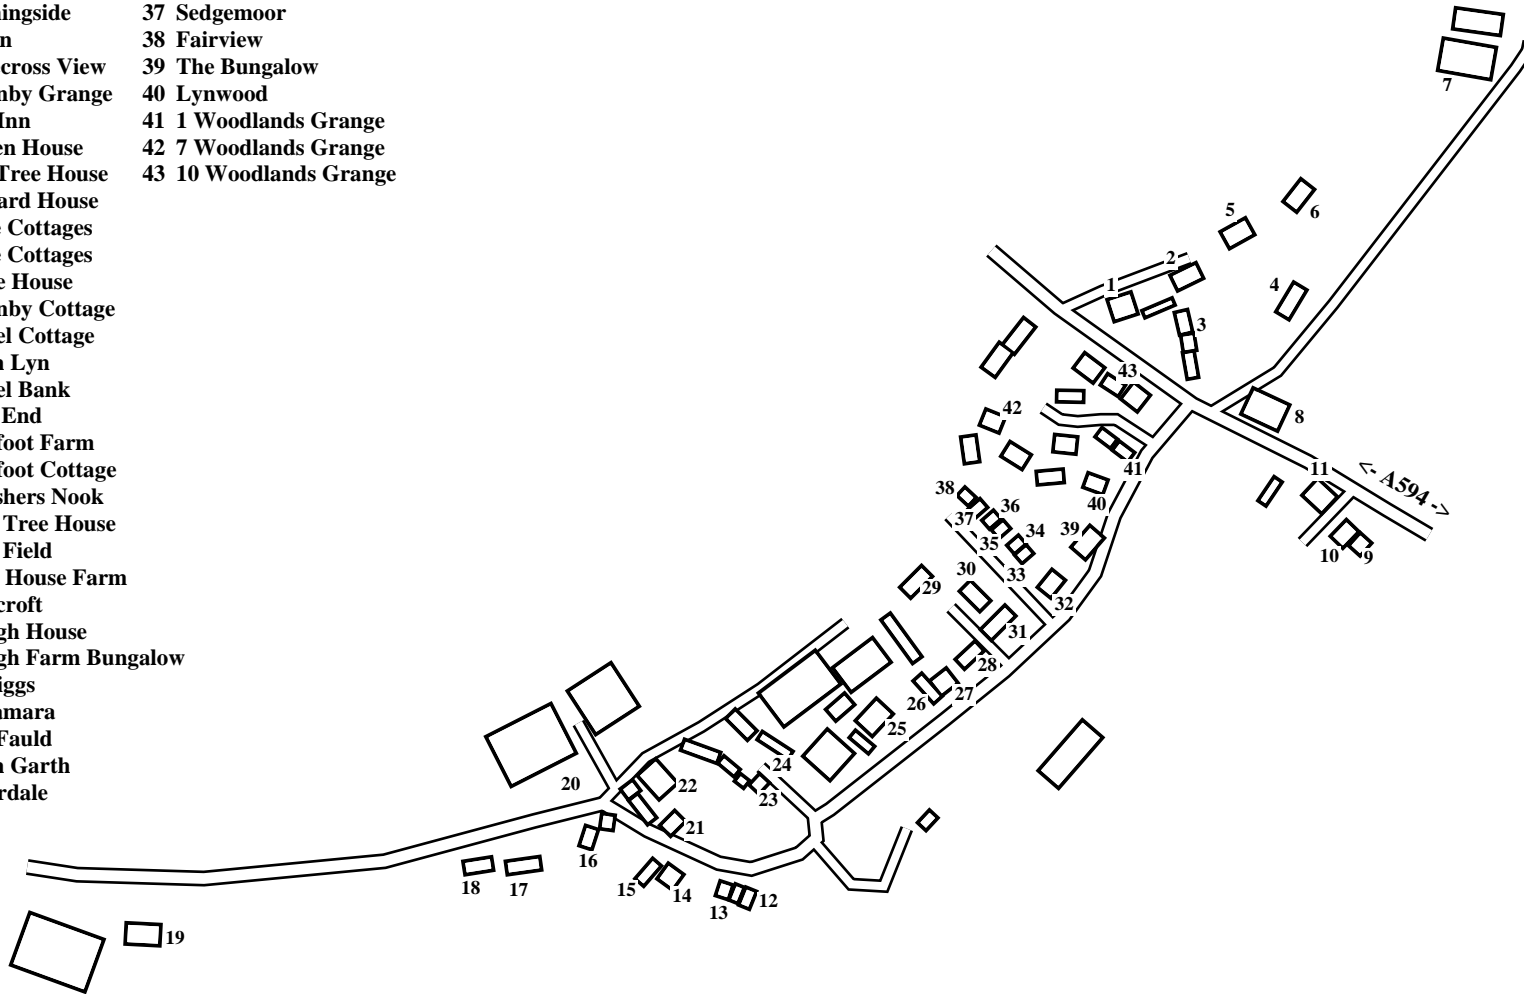 ingside 37 Sedgemoor
n 38 Fairview
cross View 39 The Bungalow
nby Grange 40 Lynwood
Inn 41 1 Woodlands Grange
en House 42 7 Woodlands Grange
Tree House 43 10 Woodlands Grange
ard House
e Cottages
e Cottages
e House
nby Cottage
el Cottage
n Lyn
el Bank
End
foot Farm
foot Cottage
shers Nook
Tree House
Field
House Farm
croft
gh House
gh Farm Bungalow
iggs
amara
Fauld
n Garth
rdale
7
6
5
2
1
4
3
43
8
42
11
<- A594 ->
41
38
40
36
37
39
34
35
10
9
33
30
29
32
31
28
27
26
25
24
20
22
23
21
16
18
17
15
14
13
12
19